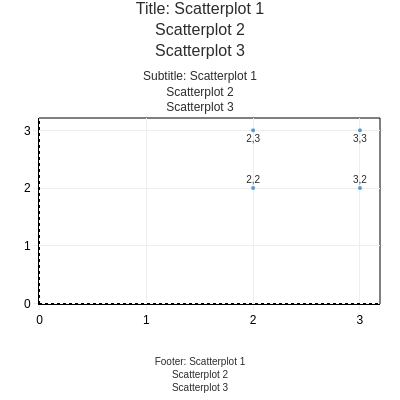 Title: Scatterplot 1
Scatterplot 2
Scatterplot 3
Subtitle: Scatterplot 1
Scatterplot 2
Scatterplot 3
3
2,3
3,3
2,2
3,2
2
1
0
0 1 2 3
Footer: Scatterplot 1
Scatterplot 2
Scatterplot 3